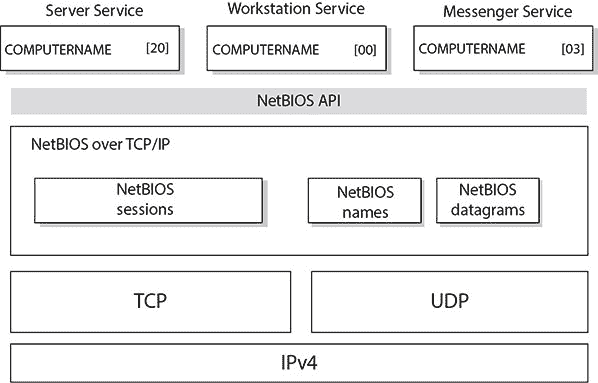 Server Service
Workstation Service
Messenger Service
COMPUTERNAME [20]
COMPUTERNAME [00]
COMPUTERNAME [03]
NetBIOS API
NetBIOS over TCP/IP
NetBIOS
sessions
NetBIOS
names
NetBIOS
datagrams
TCP
UDP
IPv4